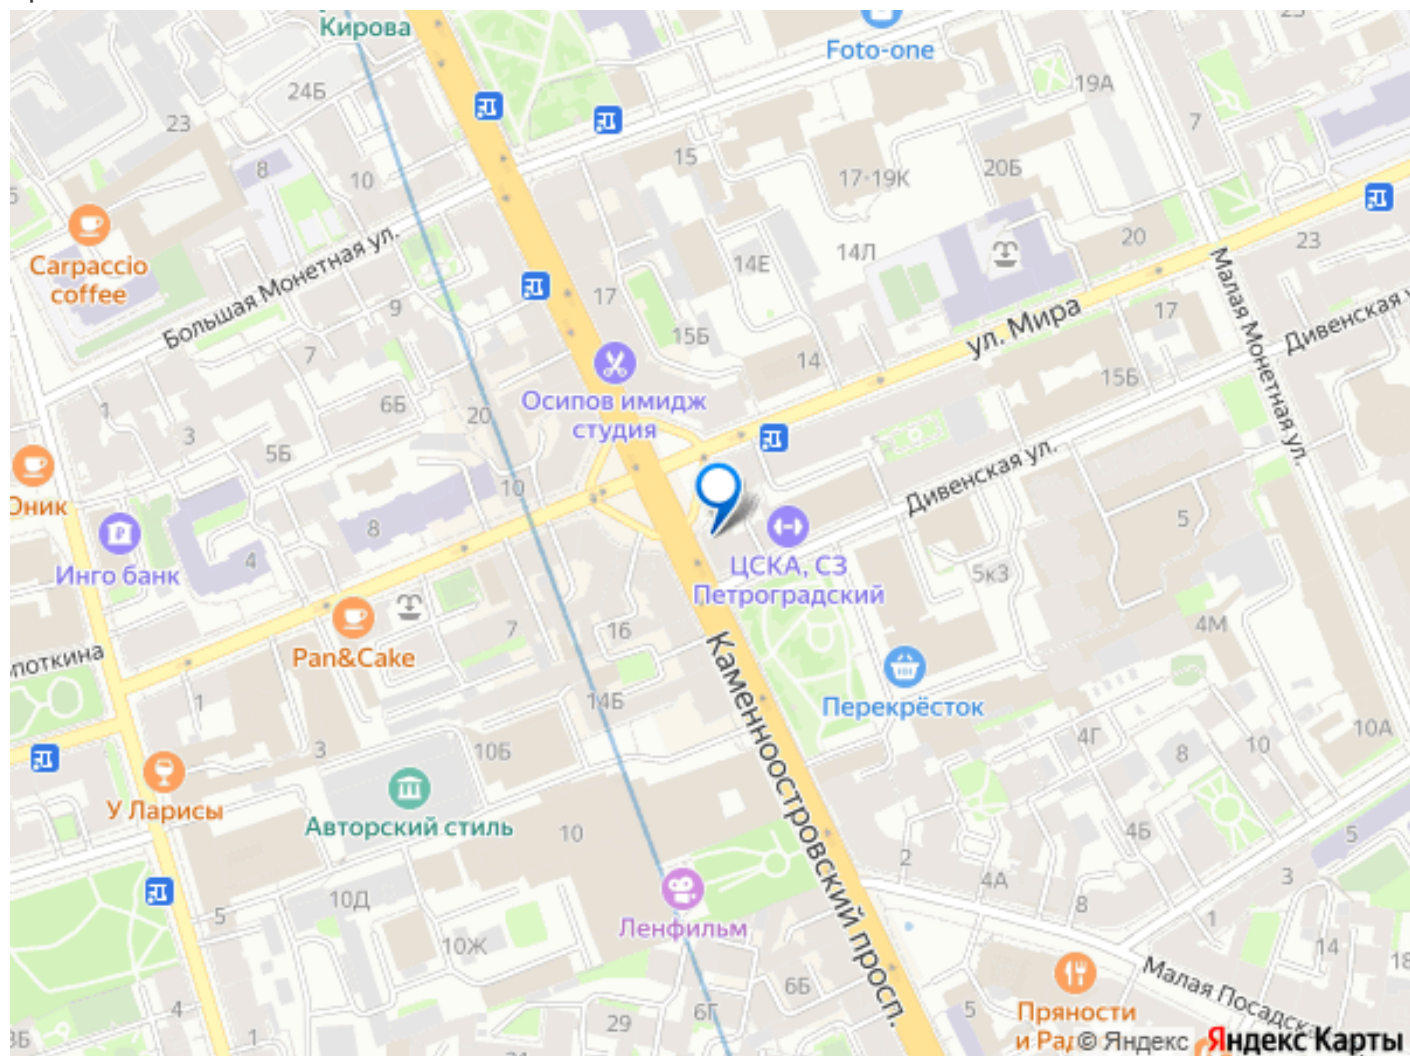 Кирова
Foto-one
24Б
19А
23
7
15
8
10
17-19К
20Б
Carpaccio
coffee
Большая Монетная ул.
14Е
14Л
20
23
17
9
15Б
ул. Мира
17
Малая Монетная ул.
Дивенская
7
14
Осипов имидж
студия
6Б
20
15Б
1
3
5Б
Оник
10
Дивенская ул.
8
5
Инго банк
4
ЦСКА, СЗ
Петроградский
5к3
Pan&Cake
7
16
4М
Каменноостровский просп.
Перекрёсток
1
14Б
3
10Б
4Г
8
10
10А
У Ларисы
Авторский стиль
10
4Б
5
2
4А
3
10Д
8
5
Ленфильм
1
10Ж
14
18
6Б
Малая Посадска
4
6Г
5
Пряности
и Рад
29
1
3Б
© Яндекс Яндекс Карты